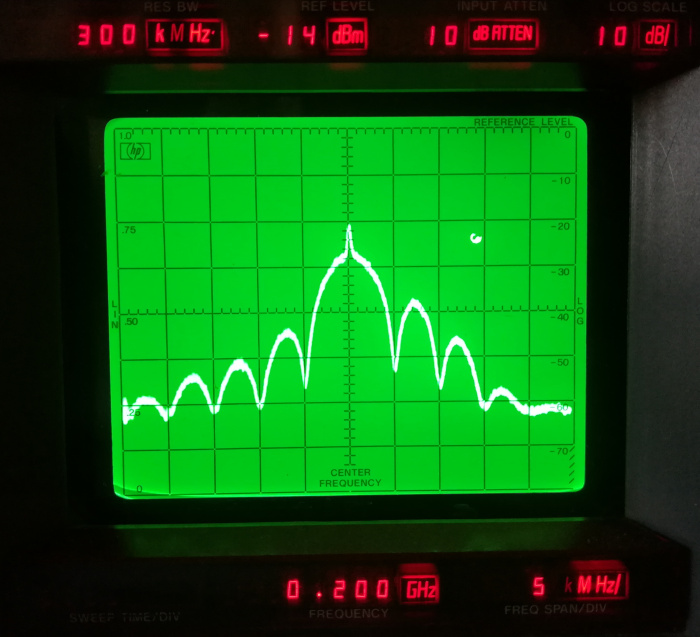 RES BW REF LEVEL INPUT ATTEN LOG SCALE
300 k M Hz -14 dBm 10 dB ATTEN 10 dB/
REFERENCE LEVEL
1.0 0
hp
-10
.75 -20
-30
LIN .50 -40 LOG
-50
.25 -60
-70
CENTER
FREQUENCY
0
0.200 GHz 5 k M Hz/
SWEEP TIME/DIV FREQUENCY FREQ SPAN/DIV